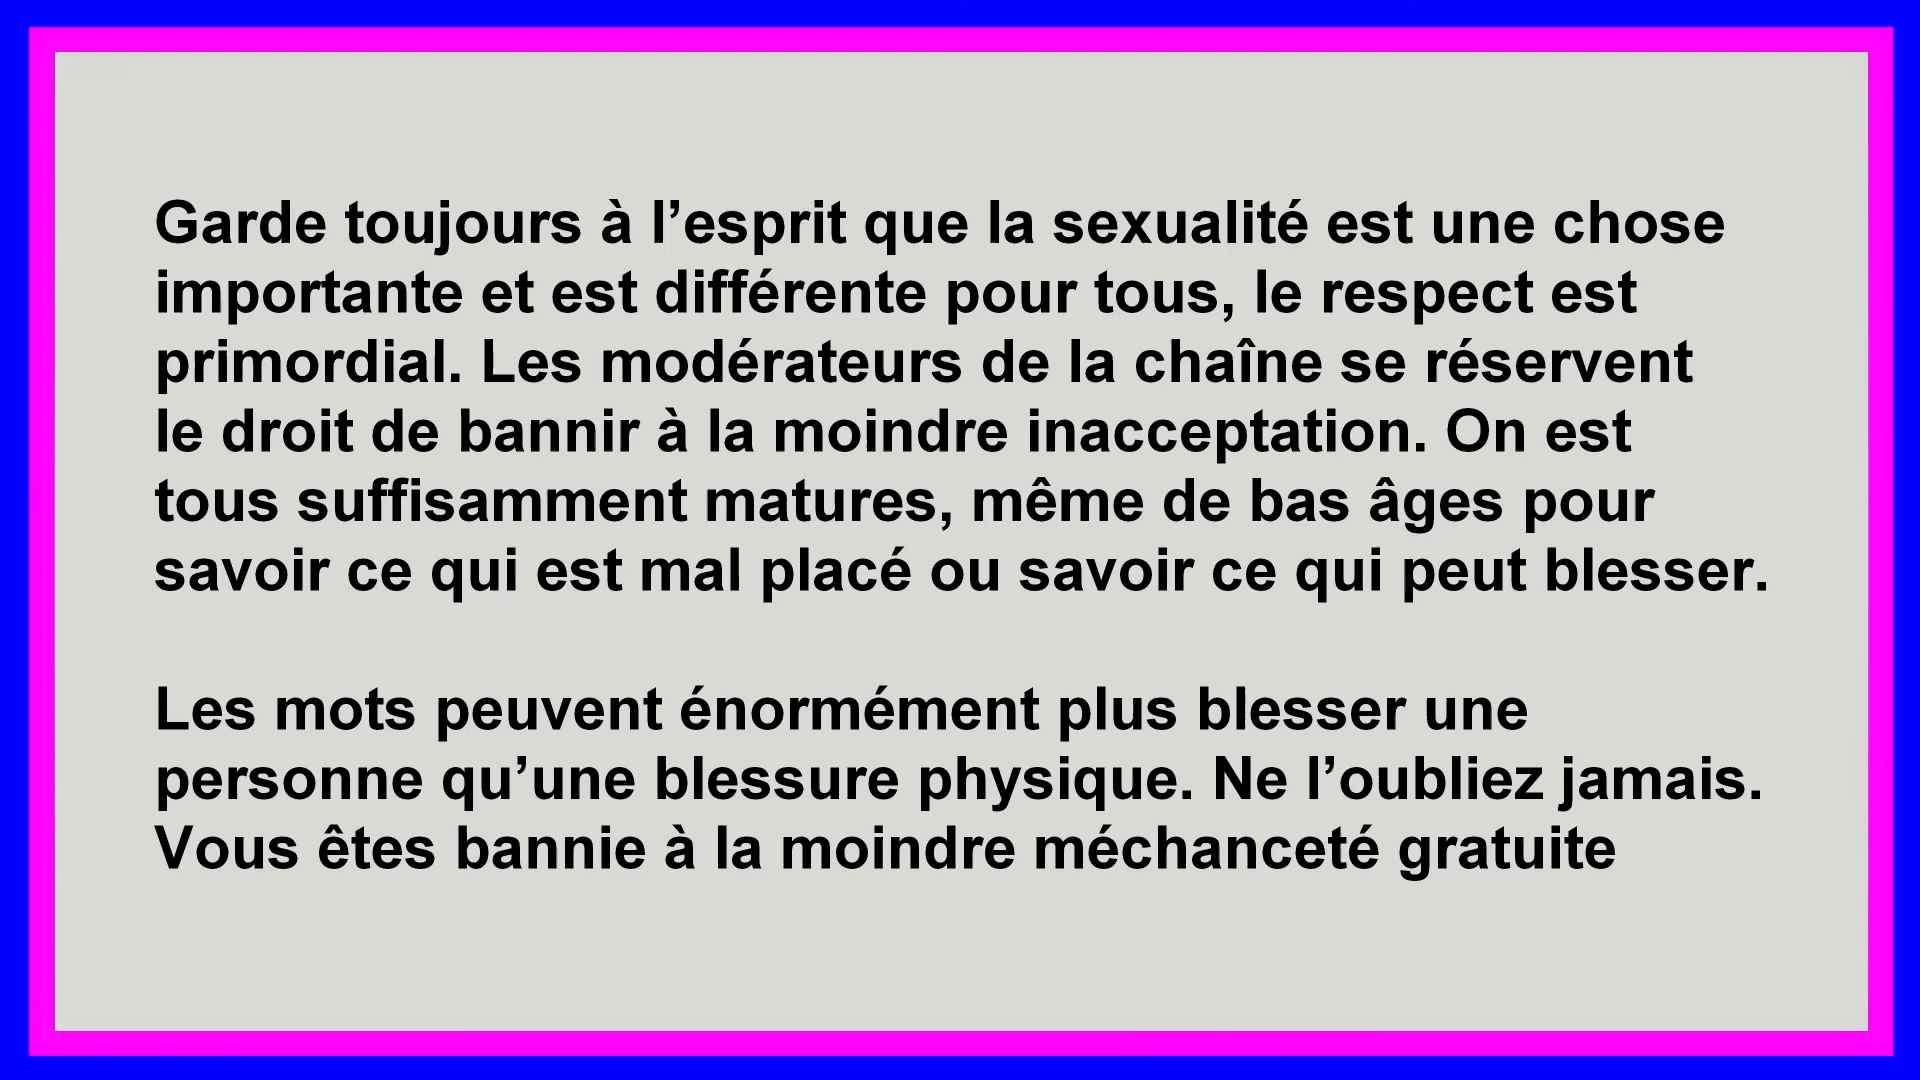 Garde toujours à l’esprit que la sexualité est une chose
importante et est différente pour tous, le respect est
primordial. Les modérateurs de la chaîne se réservent
le droit de bannir à la moindre inacceptation. On est
tous suffisamment matures, même de bas âges pour
savoir ce qui est mal placé ou savoir ce qui peut blesser.
Les mots peuvent énormément plus blesser une
personne qu’une blessure physique. Ne l’oubliez jamais.
Vous êtes bannie à la moindre méchanceté gratuite